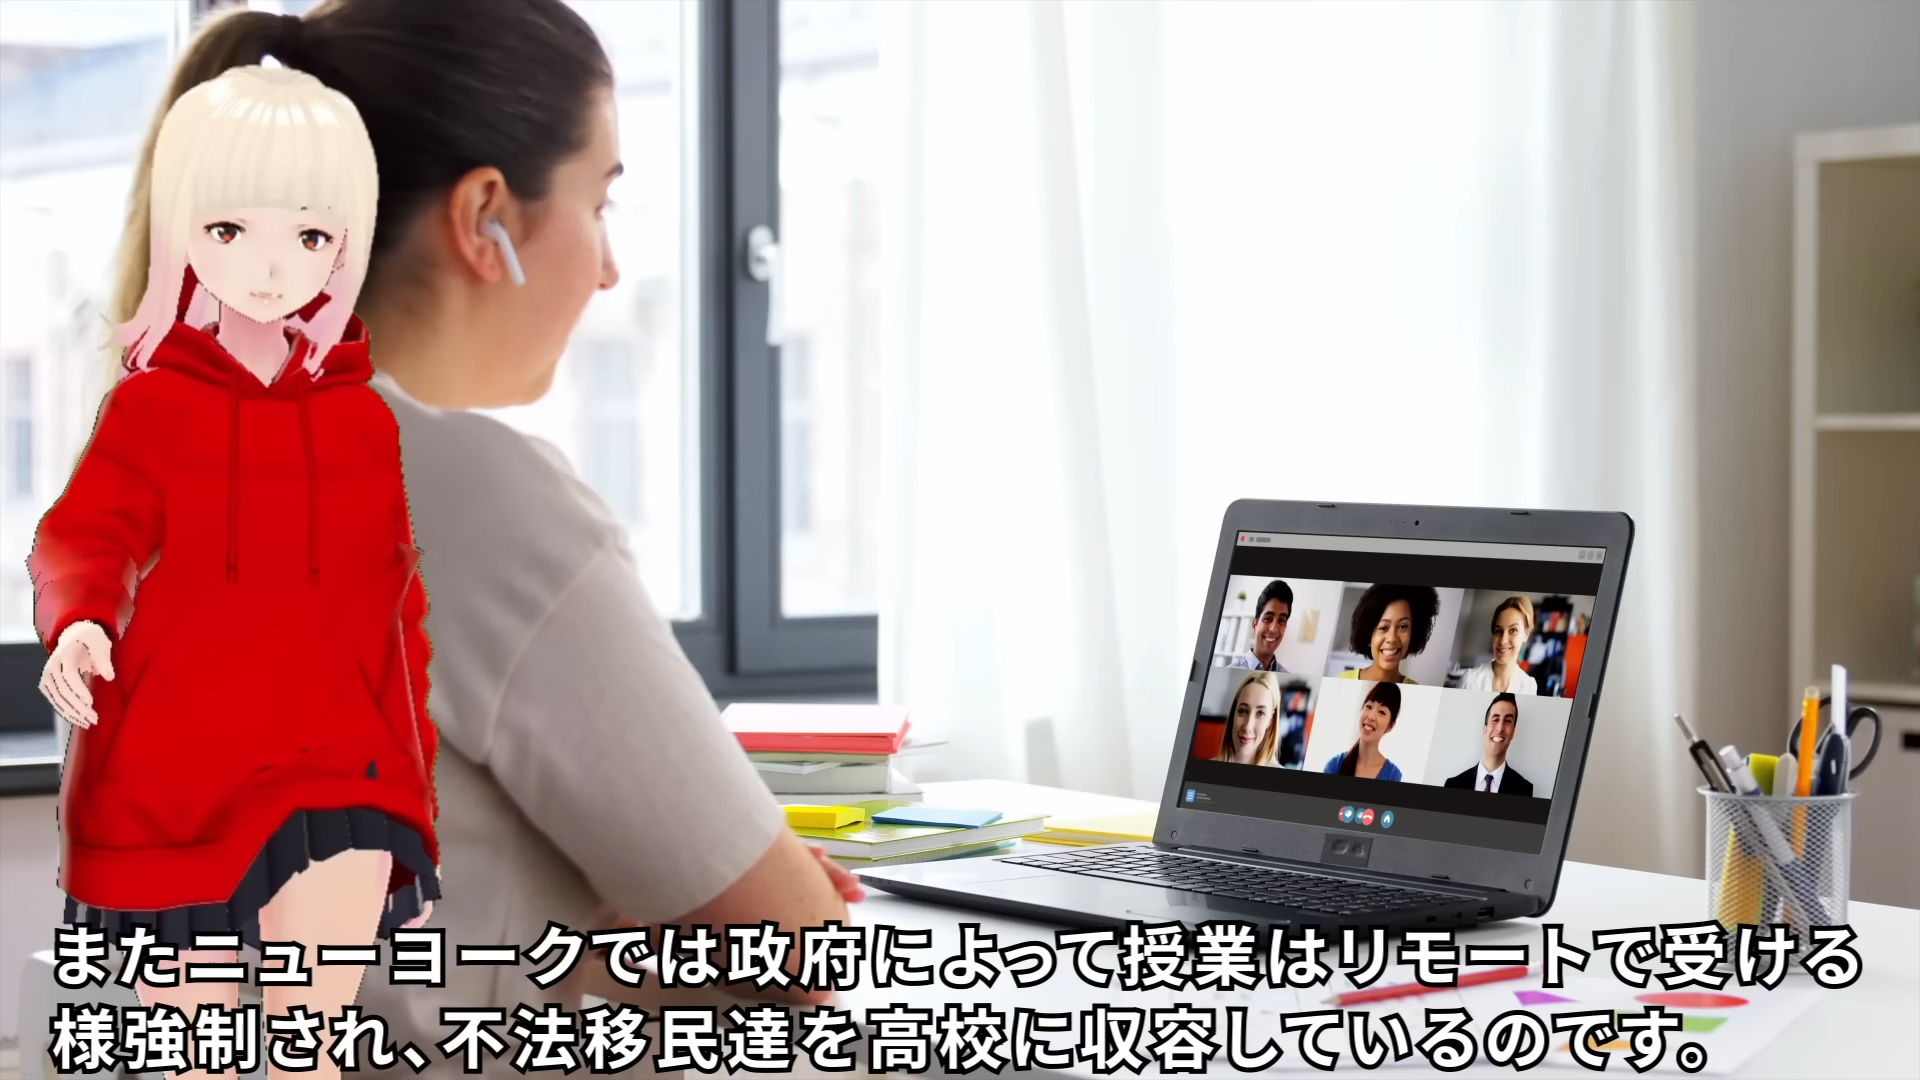 またニューヨークでは政府によって授業はリモートで受ける
様強制され、不法移民達を高校に収容しているのです。